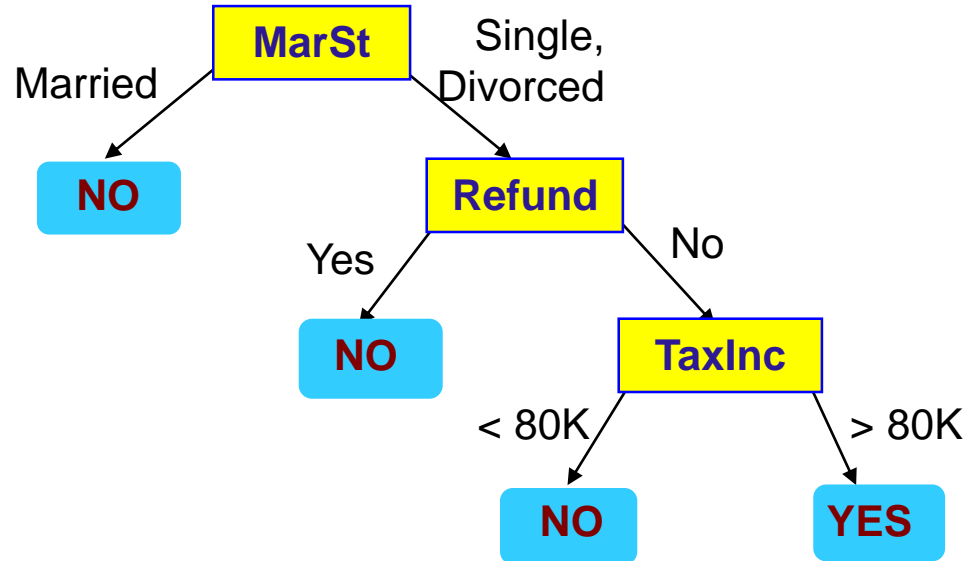 MarSt
Single,
Married
Divorced
NO
Refund
Yes
No
NO
TaxInc
< 80K
> 80K
NO
YES